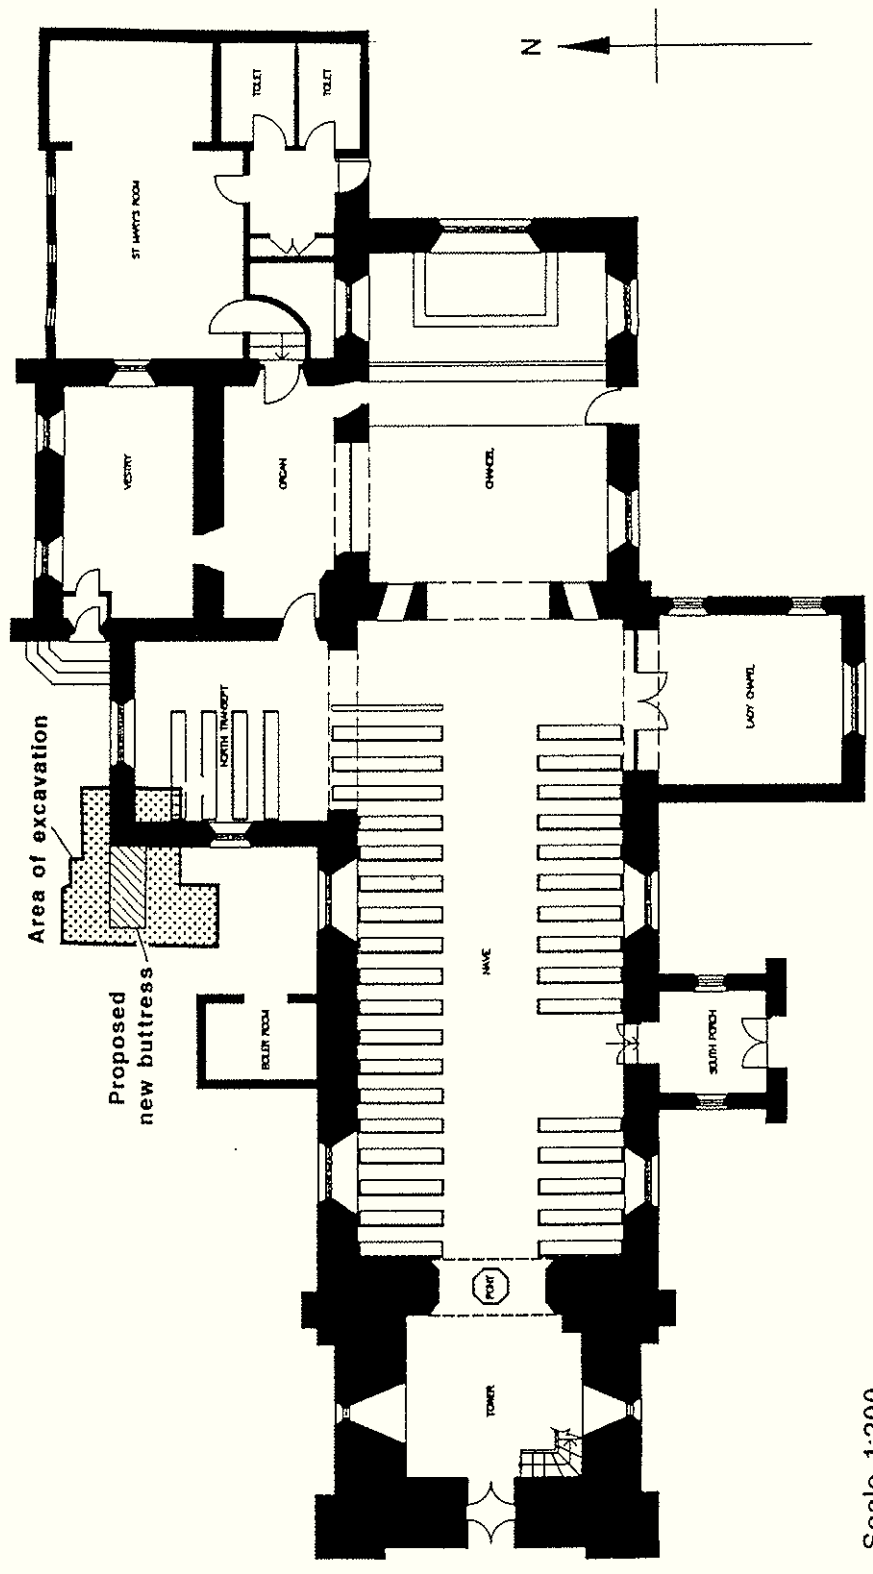 N
TOILET
TOILET
ST MARY'S ROOM
VESTRY
ORGAN
CHANCEL
Area of excavation
NORTH TRANSEPT
LADY CHAPEL
Proposed
new buttress
NAVE
BOILER ROOM
SOUTH PORCH
FONT
TOWER
Scale 1:200